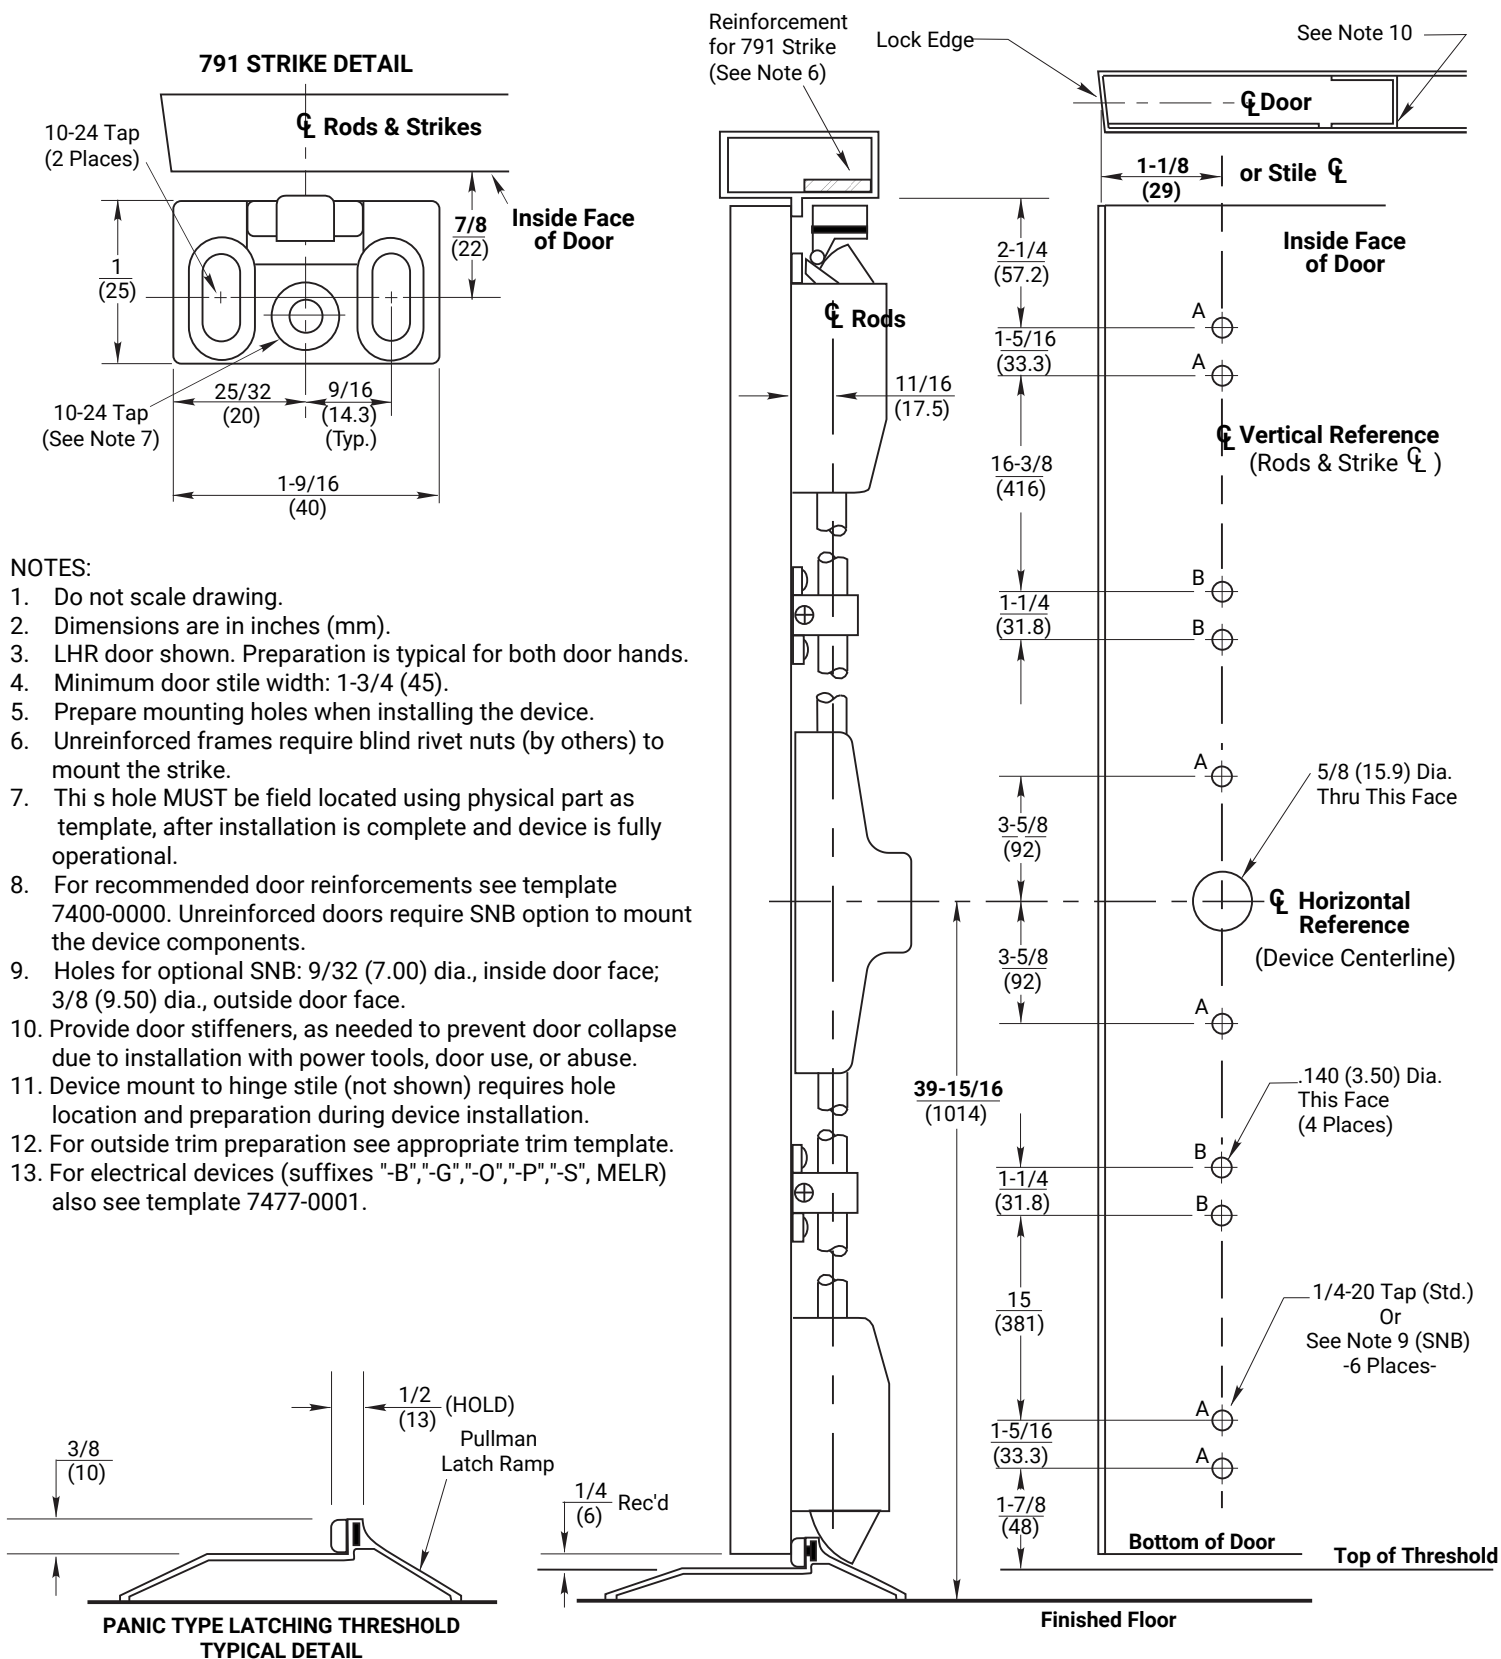 791 STRIKE DETAIL
℄ Rods & Strikes
10-24 Tap
(2 Places)
Inside Face
of Door
7/8
(22)
1
(25)
25/32
(20)
9/16
(14.3)
(Typ.)
10-24 Tap
(See Note 7)
1-9/16
(40)
NOTES:
1. Do not scale drawing.
2. Dimensions are in inches (mm).
3. LHR door shown. Preparation is typical for both door hands.
4. Minimum door stile width: 1-3/4 (45).
5. Prepare mounting holes when installing the device.
6. Unreinforced frames require blind rivet nuts (by others) to
mount the strike.
7. Thi s hole MUST be field located using physical part as
template, after installation is complete and device is fully
operational.
8. For recommended door reinforcements see template
7400-0000. Unreinforced doors require SNB option to mount
the device components.
9. Holes for optional SNB: 9/32 (7.00) dia., inside door face;
3/8 (9.50) dia., outside door face.
10. Provide door stiffeners, as needed to prevent door collapse
due to installation with power tools, door use, or abuse.
11. Device mount to hinge stile (not shown) requires hole
location and preparation during device installation.
12. For outside trim preparation see appropriate trim template.
13. For electrical devices (suffixes "-B","-G","-O","-P","-S", MELR)
also see template 7477-0001.
1/2
(13)
(HOLD)
Pullman
Latch Ramp
3/8
(10)
PANIC TYPE LATCHING THRESHOLD
TYPICAL DETAIL
Reinforcement
for 791 Strike
(See Note 6)
℄ Rods
11/16
(17.5)
1/4
(6)
Rec'd
39-15/16
(1014)
Lock Edge
See Note 10
℄ Door
1-1/8
(29)
or Stile ℄
Inside Face
of Door
2-1/4
(57.2)
A
1-5/16
(33.3)
A
℄ Vertical Reference
(Rods & Strike ℄ )
16-3/8
(416)
B
1-1/4
(31.8)
B
A
5/8 (15.9) Dia.
Thru This Face
3-5/8
(92)
℄ Horizontal
Reference
(Device Centerline)
3-5/8
(92)
A
.140 (3.50) Dia.
This Face
(4 Places)
B
1-1/4
(31.8)
B
15
(381)
1/4-20 Tap (Std.)
Or
See Note 9 (SNB)
-6 Places-
A
1-5/16
(33.3)
A
1-7/8
(48)
Bottom of Door
Top of Threshold
Finished Floor